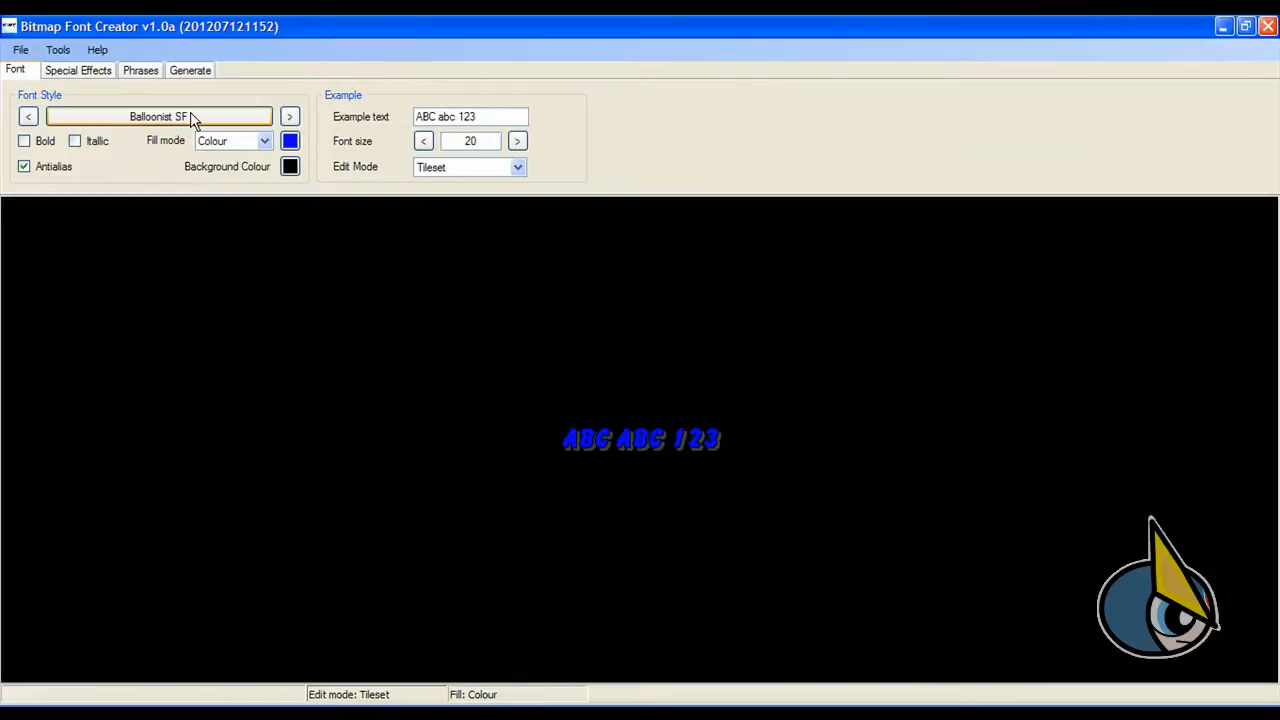 Bitmap Font Creator v1.0a (201207121152)
File Tools Help
Font Special Effects Phrases Generate
Font Style
< Balloonist SF >
Bold Itallic Fill mode Colour
Antialias Background Colour
Example
Example text ABC abc 123
Font size < 20 >
Edit Mode Tileset
ABC ABC 123
Edit mode: Tileset Fill: Colour